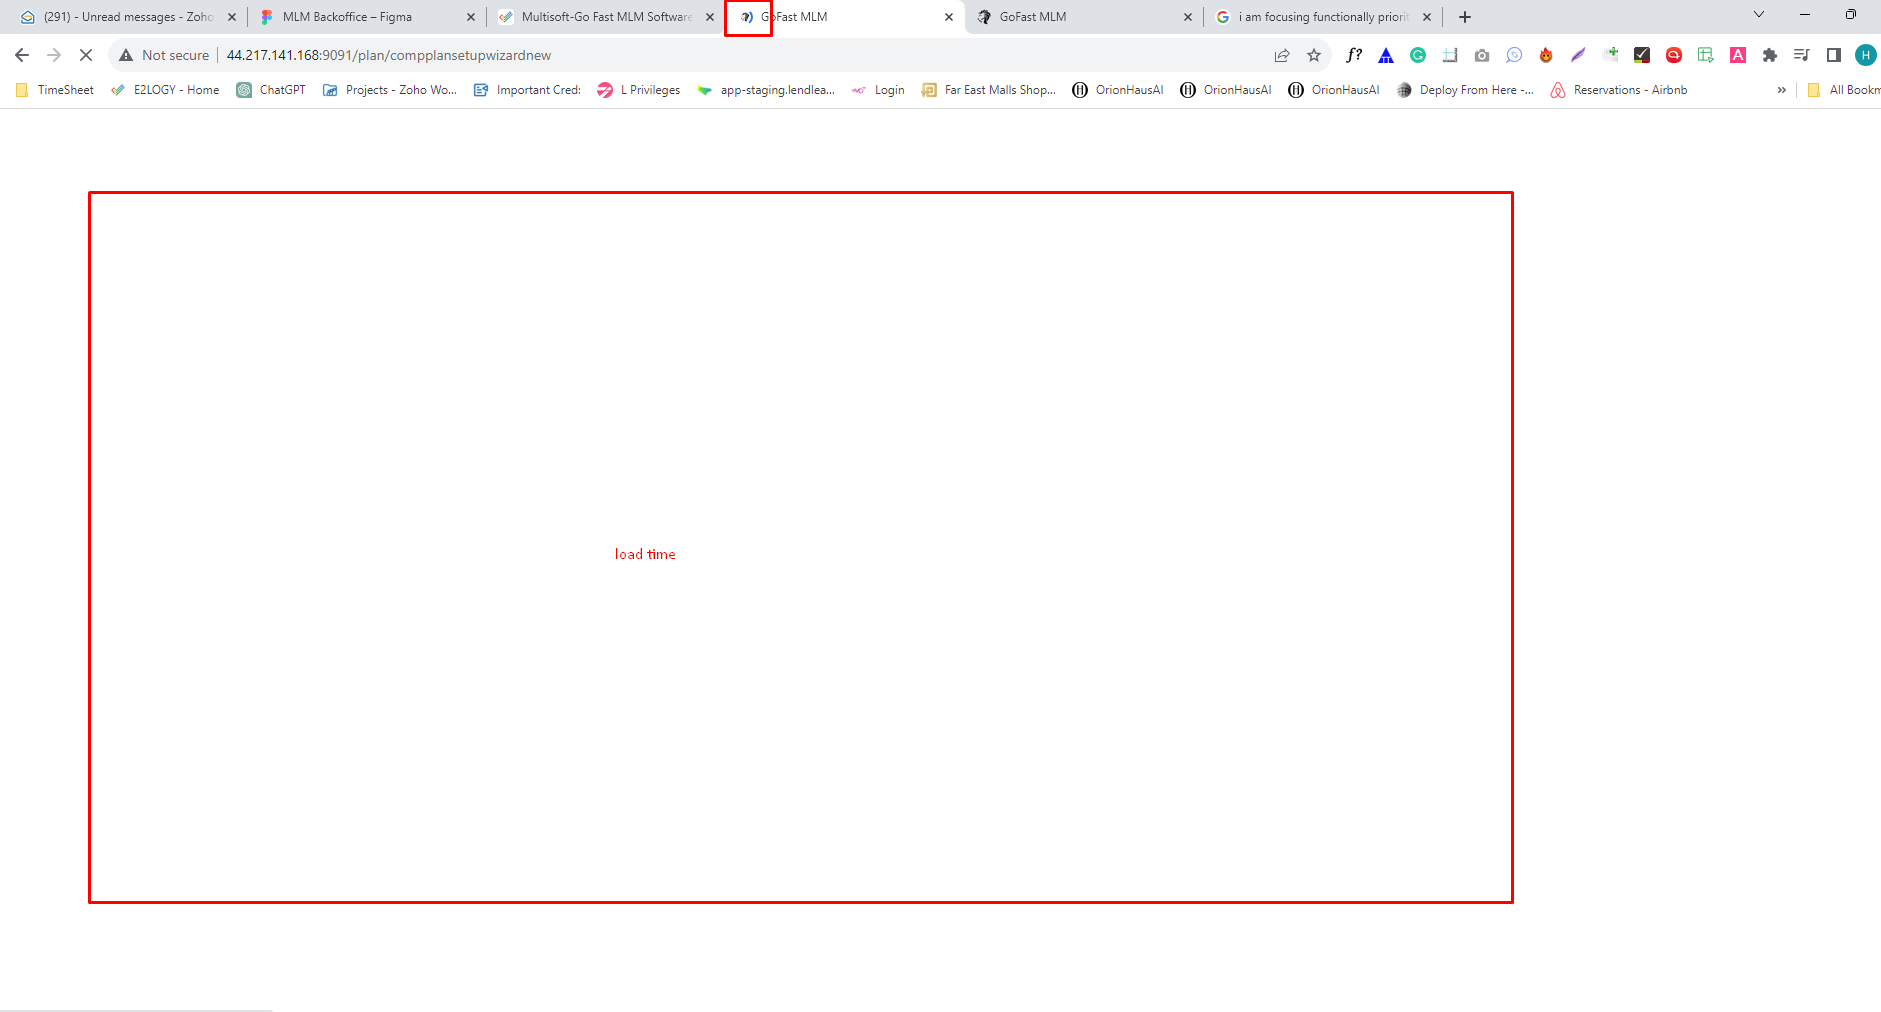 (291) - Unread messages - Zoho
MLM Backoffice – Figma
Multisoft-Go Fast MLM Software
GoFast MLM
GoFast MLM
i am focusing functionally priorit
Not secure
44.217.141.168:9091/plan/compplansetupwizardnew
f?
H
TimeSheet
E2LOGY - Home
ChatGPT
Projects - Zoho Wo...
Important Cred:
L Privileges
app-staging.lendlea...
Login
Far East Malls Shop...
OrionHausAI
OrionHausAI
OrionHausAI
Deploy From Here -...
Reservations - Airbnb
»
All Bookm
load time